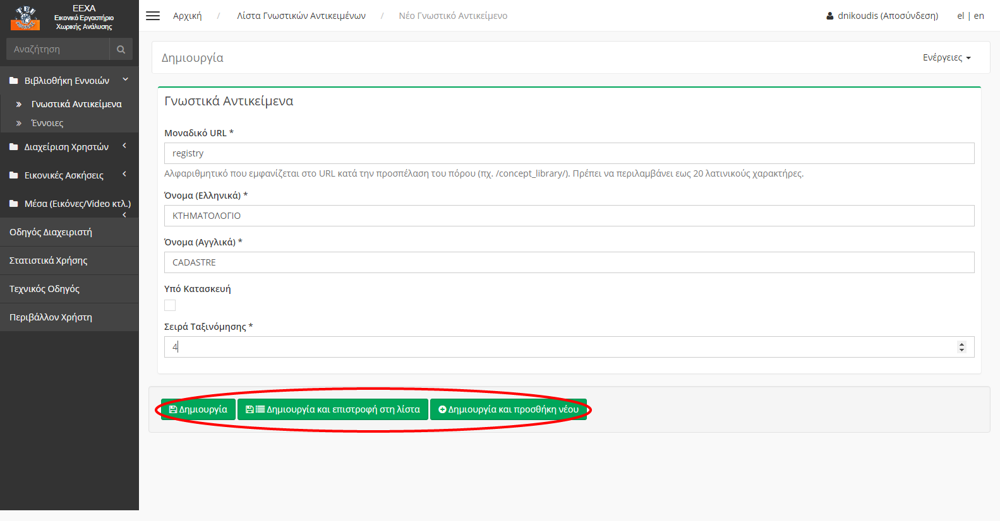 ΕΕΧΑ
Εικονικό Εργαστήριο
Χωρικής Ανάλυσης
Αναζήτηση
Βιβλιοθήκη Εννοιών
Γνωστικά Αντικείμενα
Έννοιες
Διαχείριση Χρηστών
Εικονικές Ασκήσεις
Μέσα (Εικόνες/Video κτλ.)
Οδηγός Διαχειριστή
Στατιστικά Χρήσης
Τεχνικός Οδηγός
Περιβάλλον Χρήστη
Αρχική / Λίστα Γνωστικών Αντικειμένων / Νέο Γνωστικό Αντικείμενο
dnikoudis (Αποσύνδεση) el | en
Δημιουργία
Ενέργειες
Γνωστικά Αντικείμενα
Μοναδικό URL *
registry
Αλφαριθμητικό που εμφανίζεται στο URL κατά την προσπέλαση του πόρου (πχ. /concept_library/). Πρέπει να περιλαμβάνει εως 20 λατινικούς χαρακτήρες.
Όνομα (Ελληνικά) *
ΚΤΗΜΑΤΟΛΟΓΙΟ
Όνομα (Αγγλικά) *
CADASTRE
Υπό Κατασκευή
Σειρά Ταξινόμησης *
4
Δημιουργία
Δημιουργία και επιστροφή στη λίστα
Δημιουργία και προσθήκη νέου